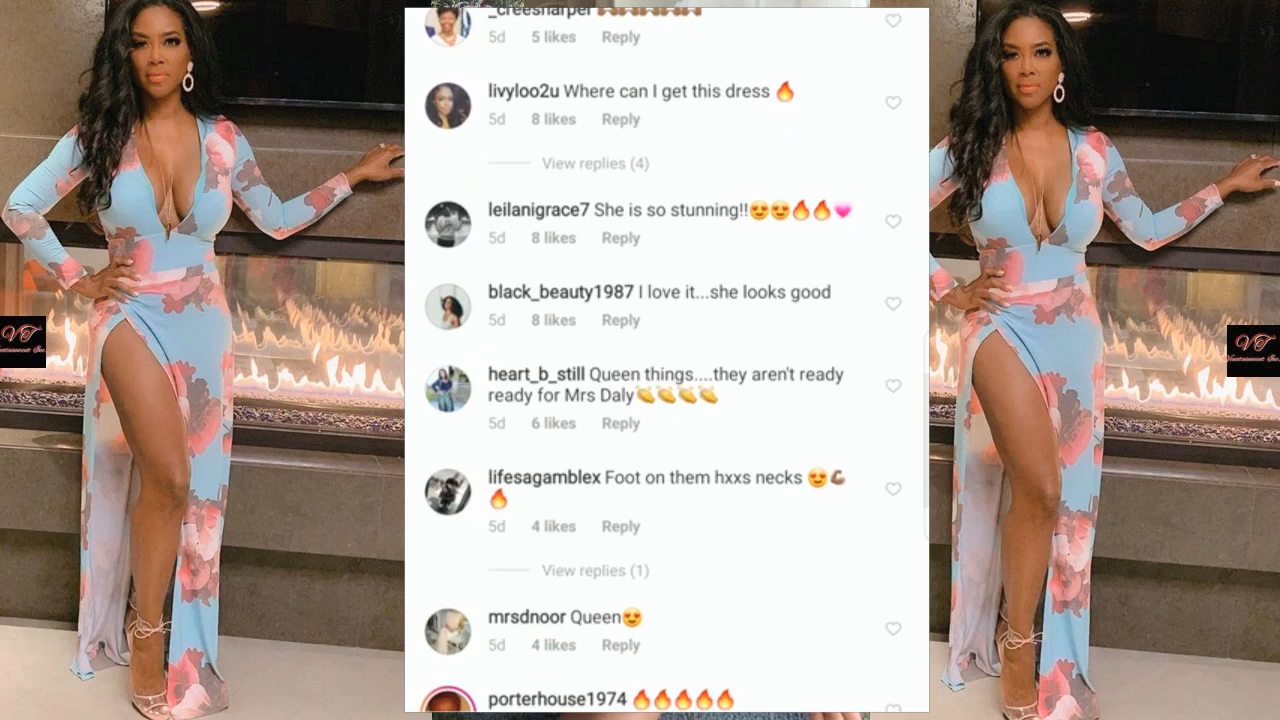 _creesharper
5d 5 likes Reply
livyloo2u Where can I get this dress 🔥
5d 8 likes Reply
View replies (4)
leilanigrace7 She is so stunning!!😍😍🔥🔥💗
5d 8 likes Reply
black_beauty1987 I love it...she looks good
5d 8 likes Reply
heart_b_still Queen things....they aren't ready
ready for Mrs Daly👏👏👏👏
5d 6 likes Reply
lifesagamblex Foot on them hxxs necks 😍💪🏾
🔥
5d 4 likes Reply
View replies (1)
mrsdnoor Queen😍
5d 4 likes Reply
porterhouse1974 🔥🔥🔥🔥🔥
VT
VT